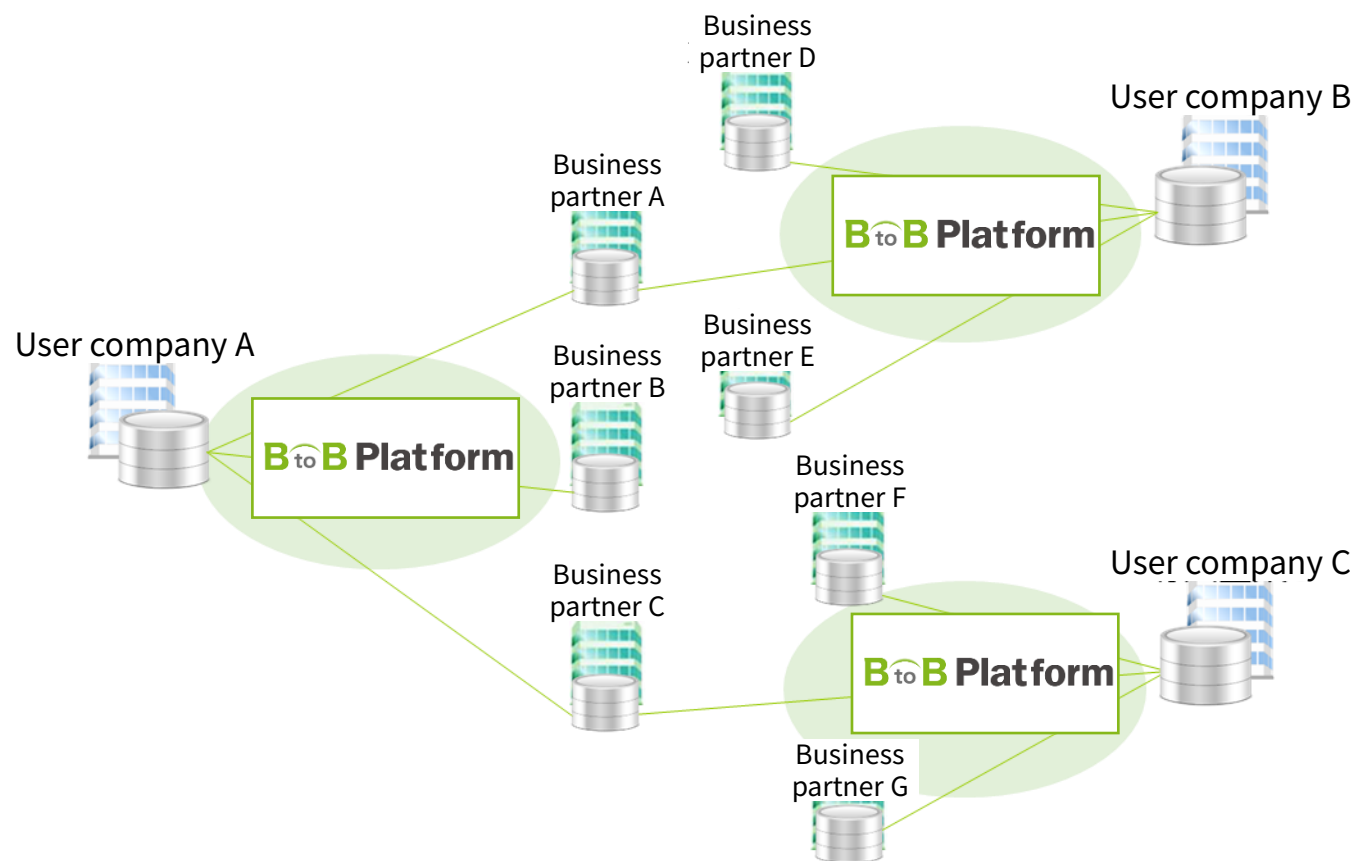 Business
partner D
User company B
Business
partner A
B to B Platform
User company A
Business
partner E
Business
partner B
B to B Platform
Business
partner F
User company C
Business
partner C
B to B Platform
Business
partner G